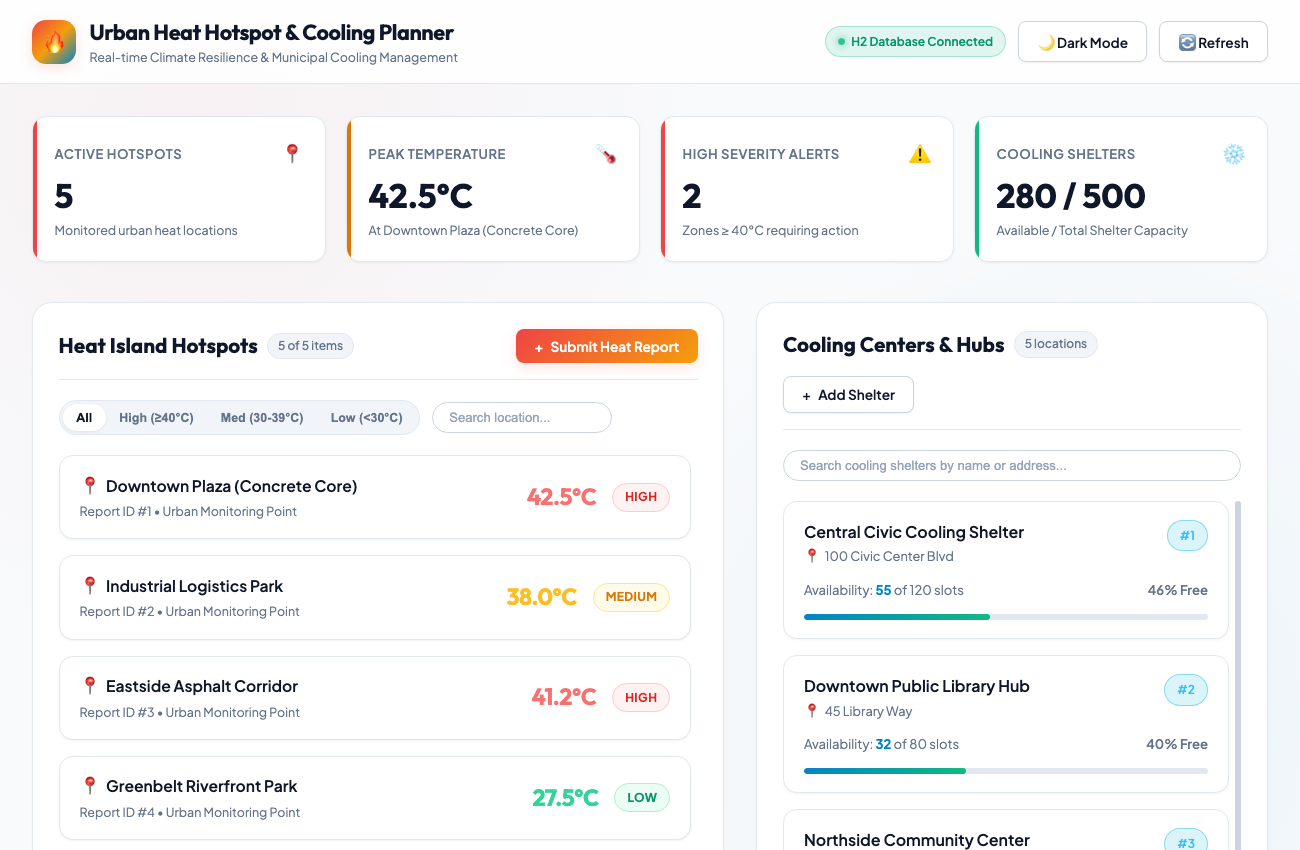 Urban Heat Hotspot & Cooling Planner
Real-time Climate Resilience & Municipal Cooling Management
H2 Database Connected
Dark Mode
Refresh
ACTIVE HOTSPOTS
5
Monitored urban heat locations
PEAK TEMPERATURE
42.5°C
At Downtown Plaza (Concrete Core)
HIGH SEVERITY ALERTS
2
Zones ≥ 40°C requiring action
COOLING SHELTERS
280 / 500
Available / Total Shelter Capacity
Heat Island Hotspots
5 of 5 items
+ Submit Heat Report
All
High (≥40°C)
Med (30-39°C)
Low (<30°C)
Search location...
Downtown Plaza (Concrete Core)
Report ID #1 • Urban Monitoring Point
42.5°C
HIGH
Industrial Logistics Park
Report ID #2 • Urban Monitoring Point
38.0°C
MEDIUM
Eastside Asphalt Corridor
Report ID #3 • Urban Monitoring Point
41.2°C
HIGH
Greenbelt Riverfront Park
Report ID #4 • Urban Monitoring Point
27.5°C
LOW
Cooling Centers & Hubs
5 locations
+ Add Shelter
Search cooling shelters by name or address...
Central Civic Cooling Shelter
#1
100 Civic Center Blvd
Availability: 55 of 120 slots
46% Free
Downtown Public Library Hub
#2
45 Library Way
Availability: 32 of 80 slots
40% Free
Northside Community Center
#3